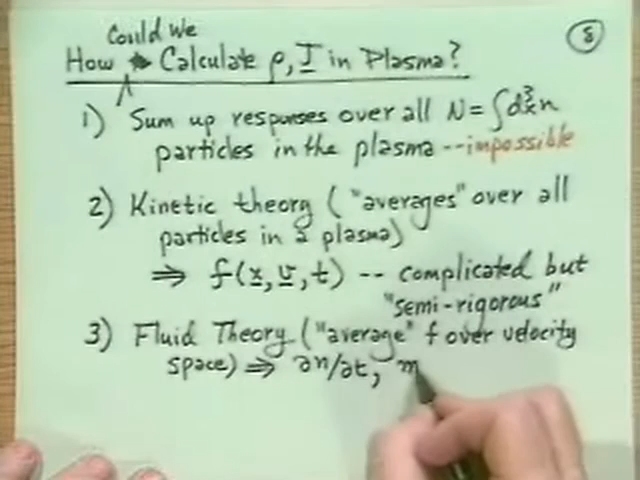 Could We
How Calculate ρ, J in Plasma?
8
1) Sum up responses over all N = ∫d³x n
particles in the plasma -- impossible
2) Kinetic theory ("averages" over all
particles in a plasma)
⇒ f(x, v, t) -- complicated but
"semi-rigorous"
3) Fluid Theory ("average" f over velocity
space) ⇒ ∂n/∂t, m